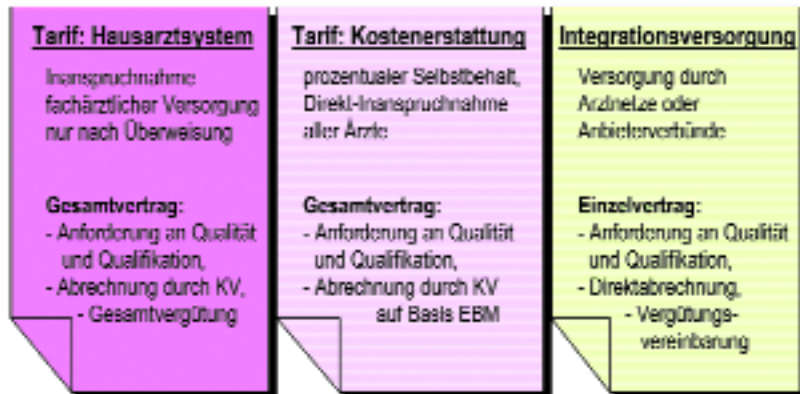 Tarif: Hausarztsystem
Inanspruchnahme
fachärztlicher Versorgung
nur nach Überweisung
Gesamtvertrag:
- Anforderung an Qualität
und Qualifikation,
- Abrechnung durch KV,
- Gesamtvergütung
Tarif: Kostenerstattung
prozentualer Selbstbehalt,
Direkt-Inanspruchnahme
aller Ärzte
Gesamtvertrag:
- Anforderung an Qualität
und Qualifikation,
- Abrechnung durch KV
auf Basis EBM
Integrationsversorgung
Versorgung durch
Arztnetze oder
Anbieterverbünde
Einzelvertrag:
- Anforderung an Qualität
und Qualifikation,
- Direktabrechnung,
- Vergütungs-
vereinbarung